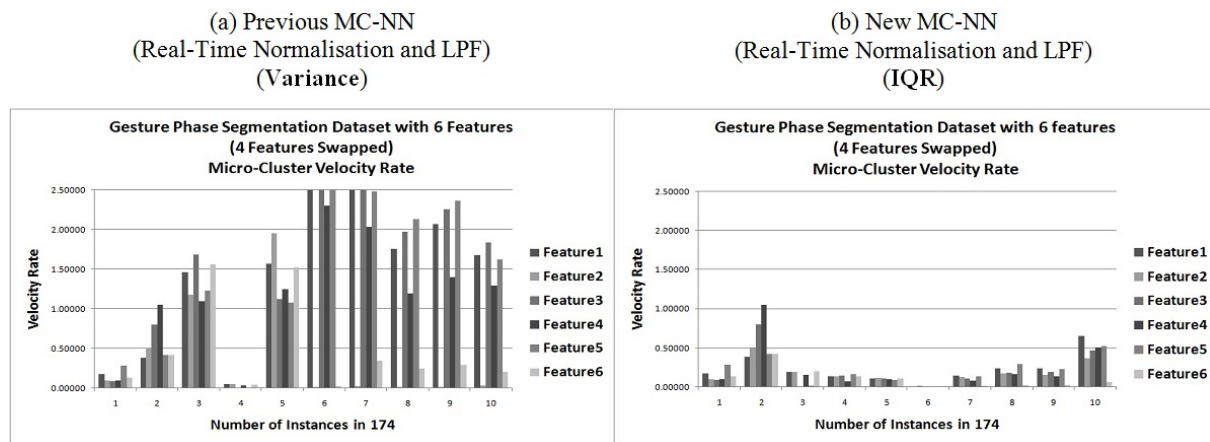 (a) Previous MC-NN
(Real-Time Normalisation and LPF)
(Variance)
Gesture Phase Segmentation Dataset with 6 Features
(4 Features Swapped)
Micro-Cluster Velocity Rate
Velocity Rate
2.50000
2.00000
1.50000
1.00000
0.50000
0.00000
1 2 3 4 5 6 7 8 9 10
Number of Instances in 174
Feature1
Feature2
Feature3
Feature4
Feature5
Feature6
(b) New MC-NN
(Real-Time Normalisation and LPF)
(IQR)
Gesture Phase Segmentation Dataset with 6 features
(4 Features Swapped)
Micro-Cluster Velocity Rate
Velocity Rate
2.50000
2.00000
1.50000
1.00000
0.50000
0.00000
1 2 3 4 5 6 7 8 9 10
Number of Instances in 174
Feature1
Feature2
Feature3
Feature4
Feature5
Feature6